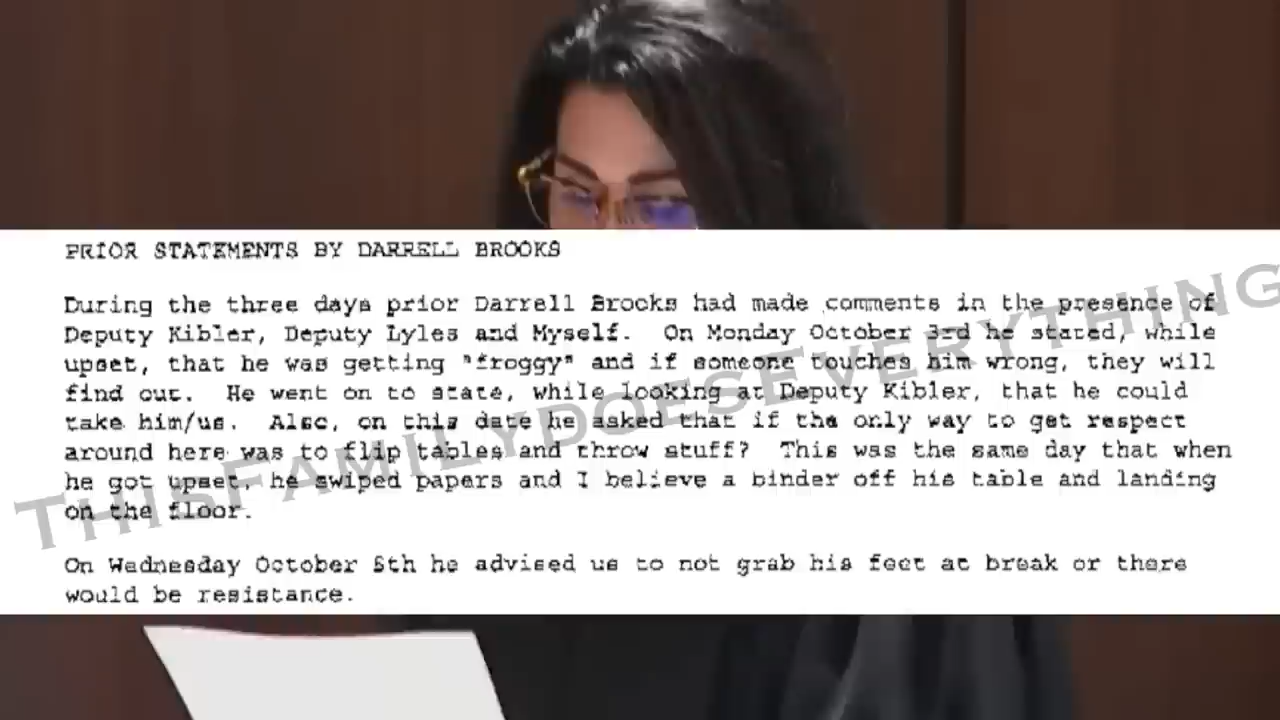 PRIOR STATEMENTS BY DARRELL BROOKS
During the three days prior Darrell Brooks had made comments in the presence of
Deputy Kibler, Deputy Lyles and Myself. On Monday October 3rd he stated, while
upset, that he was getting "froggy" and if someone touches him wrong, they will
find out. He went on to state, while looking at Deputy Kibler, that he could
take him/us. Also, on this date he asked that if the only way to get respect
around here was to flip tables and throw stuff? This was the same day that when
he got upset, he swiped papers and I believe a binder off his table and landing
on the floor.
On Wednesday October 5th he advised us to not grab his feet at break or there
would be resistance.
THISFAMILYDOESEVERYTHING